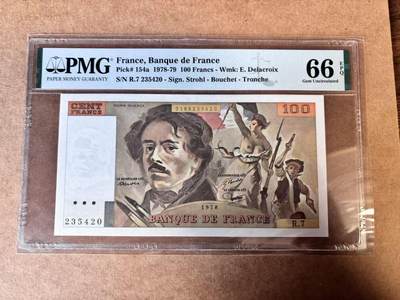 PMG
PAPER MONEY GUARANTY
France, Banque de France
Pick# 154a 1978-79 100 Francs - Wmk: E. Delacroix
S/N R.7 235420 - Sign. Strohl - Bouchet - Tronche
66 EPQ
Gem Uncirculated
CENT
FRANCS
100
235420
1978
BANQUE DE FRANCE
R.7